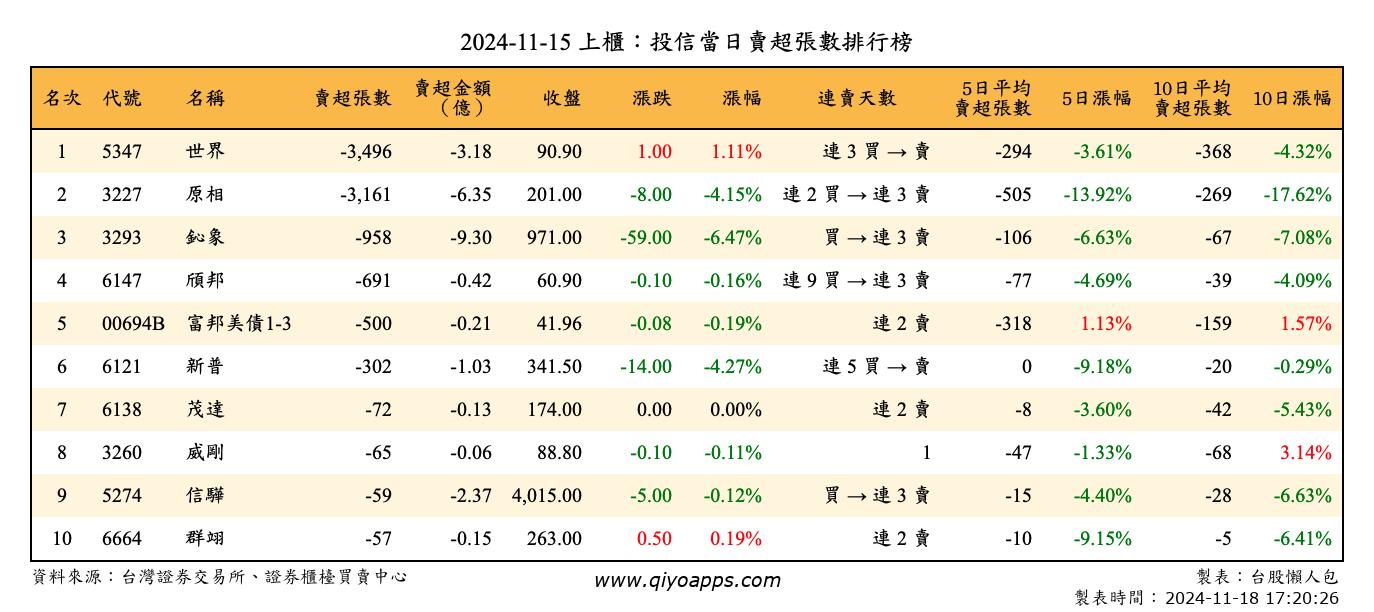 2024-11-15 上櫃：投信當日賣超張數排行榜
名次 代號 名稱 賣超張數 賣超金額（億） 收盤 漲跌 漲幅 連賣天數 5日平均賣超張數 5日漲幅 10日平均賣超張數 10日漲幅
1 5347 世界 -3,496 -3.18 90.90 1.00 1.11% 連 3 買 → 賣 -294 -3.61% -368 -4.32%
2 3227 原相 -3,161 -6.35 201.00 -8.00 -4.15% 連 2 買 → 連 3 賣 -505 -13.92% -269 -17.62%
3 3293 鈊象 -958 -9.30 971.00 -59.00 -6.47% 買 → 連 3 賣 -106 -6.63% -67 -7.08%
4 6147 頎邦 -691 -0.42 60.90 -0.10 -0.16% 連 9 買 → 連 3 賣 -77 -4.69% -39 -4.09%
5 00694B 富邦美債1-3 -500 -0.21 41.96 -0.08 -0.19% 連 2 賣 -318 1.13% -159 1.57%
6 6121 新普 -302 -1.03 341.50 -14.00 -4.27% 連 5 買 → 賣 0 -9.18% -20 -0.29%
7 6138 茂達 -72 -0.13 174.00 0.00 0.00% 連 2 賣 -8 -3.60% -42 -5.43%
8 3260 威剛 -65 -0.06 88.80 -0.10 -0.11% 1 -47 -1.33% -68 3.14%
9 5274 信驊 -59 -2.37 4,015.00 -5.00 -0.12% 買 → 連 3 賣 -15 -4.40% -28 -6.63%
10 6664 群翊 -57 -0.15 263.00 0.50 0.19% 連 2 賣 -10 -9.15% -5 -6.41%
資料來源：台灣證券交易所、證券櫃檯買賣中心 www.qiyoapps.com 製表：台股懶人包
製表時間：2024-11-18 17:20:26